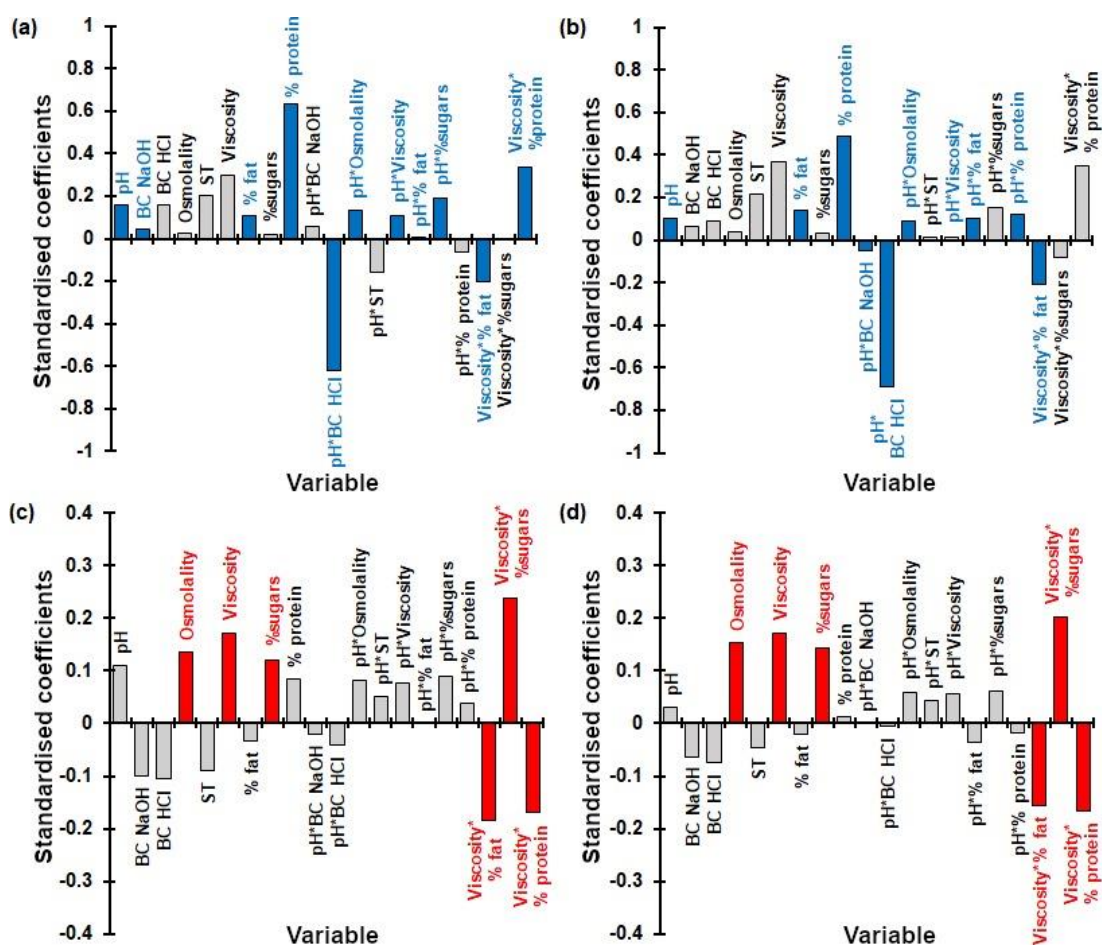 (a)
Standardised coefficients
1
0.8
0.6
0.4
0.2
0
-0.2
-0.4
-0.6
-0.8
-1
pH
BC NaOH
BC HCl
Osmolality
ST
Viscosity
% fat
%sugars
% protein
pH*BC NaOH
pH*BC HCl
pH*Osmolality
pH*ST
pH*Viscosity
pH*% fat
pH*%sugars
pH*% protein
Viscosity*% fat
Viscosity*%sugars
Viscosity*
%protein
Variable
(b)
Standardised coefficients
1
0.8
0.6
0.4
0.2
0
-0.2
-0.4
-0.6
-0.8
-1
pH
BC NaOH
BC HCl
Osmolality
ST
Viscosity
% fat
%sugars
% protein
pH*BC NaOH
pH*
BC HCl
pH*Osmolality
pH*ST
pH*Viscosity
pH*% fat
pH*%sugars
pH*% protein
Viscosity*% fat
Viscosity*%sugars
Viscosity*
% protein
Variable
(c)
Standardised coefficients
0.4
0.3
0.2
0.1
0
-0.1
-0.2
-0.3
-0.4
pH
BC NaOH
BC HCl
Osmolality
ST
Viscosity
% fat
%sugars
% protein
pH*BC NaOH
pH*BC HCl
pH*Osmolality
pH*ST
pH*Viscosity
pH*% fat
pH*%sugars
pH*% protein
Viscosity*
% fat
Viscosity*
%sugars
Viscosity*
% protein
Variable
(d)
Standardised coefficients
0.4
0.3
0.2
0.1
0
-0.1
-0.2
-0.3
-0.4
pH
BC NaOH
BC HCl
Osmolality
ST
Viscosity
% fat
%sugars
% protein
pH*BC NaOH
pH*BC HCl
pH*Osmolality
pH*ST
pH*Viscosity
pH*% fat
pH*%sugars
pH*% protein
Viscosity*% fat
Viscosity*
%sugars
Viscosity*
% protein
Variable